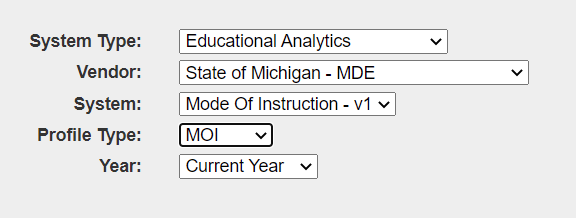 System Type: Educational Analytics
Vendor: State of Michigan - MDE
System: Mode Of Instruction - v1
Profile Type: MOI
Year: Current Year